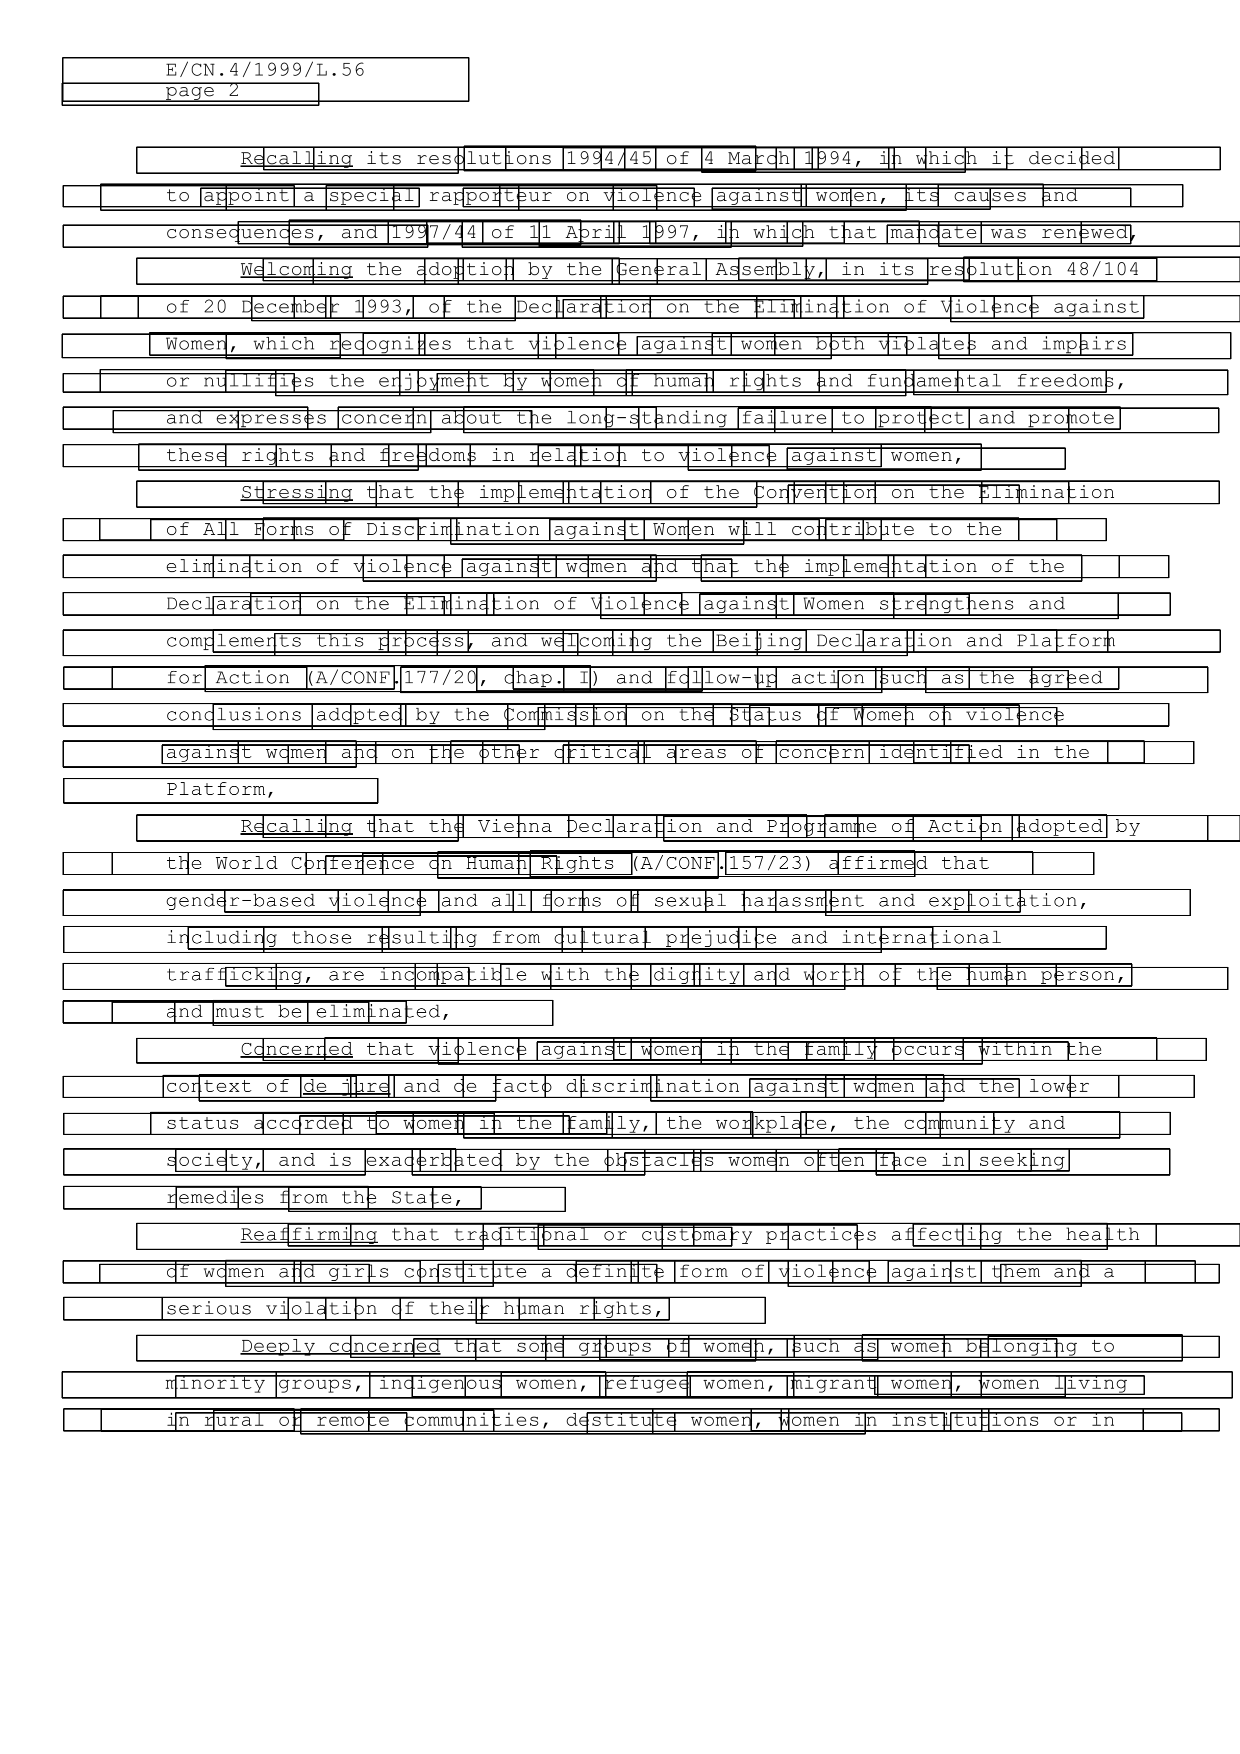 E/CN.4/1999/L.56
page 2
Recalling its resolutions 1994/45 of 4 March 1994, in which it decided
to appoint a special rapporteur on violence against women, its causes and
consequences, and 1997/44 of 11 April 1997, in which that mandate was renewed,
Welcoming the adoption by the General Assembly, in its resolution 48/104
of 20 December 1993, of the Declaration on the Elimination of Violence against
Women, which recognizes that violence against women both violates and impairs
or nullifies the enjoyment by women of human rights and fundamental freedoms,
and expresses concern about the long-standing failure to protect and promote
these rights and freedoms in relation to violence against women,
Stressing that the implementation of the Convention on the Elimination
of All Forms of Discrimination against Women will contribute to the
elimination of violence against women and that the implementation of the
Declaration on the Elimination of Violence against Women strengthens and
complements this process, and welcoming the Beijing Declaration and Platform
for Action (A/CONF.177/20, chap. I) and follow-up action such as the agreed
conclusions adopted by the Commission on the Status of Women on violence
against women and on the other critical areas of concern identified in the
Platform,
Recalling that the Vienna Declaration and Programme of Action adopted by
the World Conference on Human Rights (A/CONF.157/23) affirmed that
gender-based violence and all forms of sexual harassment and exploitation,
including those resulting from cultural prejudice and international
trafficking, are incompatible with the dignity and worth of the human person,
and must be eliminated,
Concerned that violence against women in the family occurs within the
context of de jure and de facto discrimination against women and the lower
status accorded to women in the family, the workplace, the community and
society, and is exacerbated by the obstacles women often face in seeking
remedies from the State,
Reaffirming that traditional or customary practices affecting the health
of women and girls constitute a definite form of violence against them and a
serious violation of their human rights,
Deeply concerned that some groups of women, such as women belonging to
minority groups, indigenous women, refugee women, migrant women, women living
in rural or remote communities, destitute women, women in institutions or in